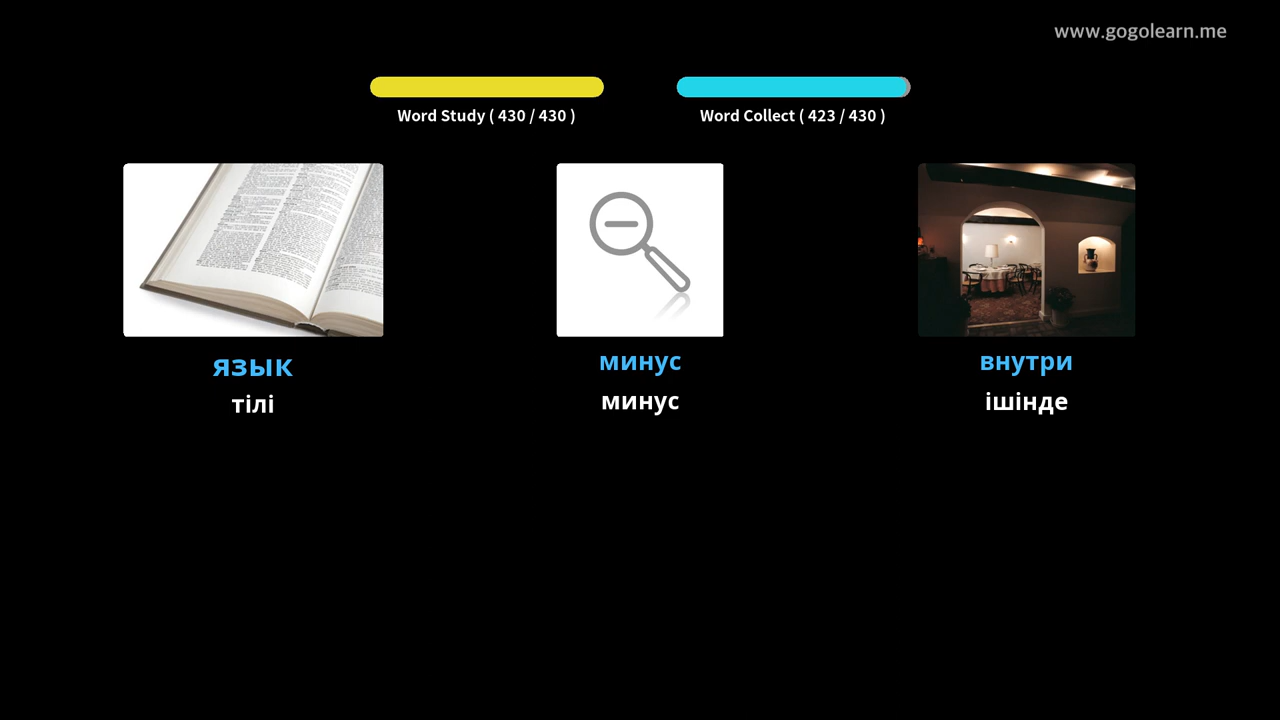 www.gogolearn.me
Word Study ( 430 / 430 )
Word Collect ( 423 / 430 )
язык
минус
внутри
тілі
минус
ішінде